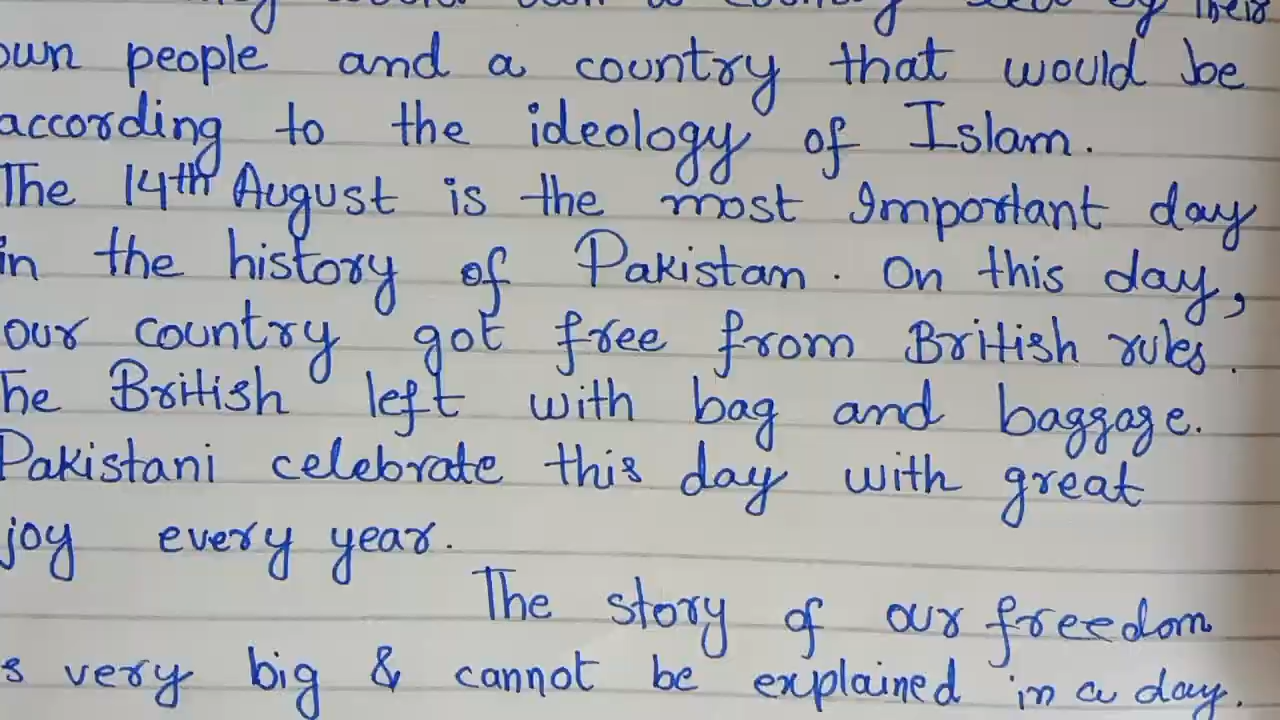 own people and a country that would be
according to the ideology of Islam.
The 14th August is the most Important day
in the history of Pakistan. On this day,
our country got free from British rules.
The British left with bag and baggage.
Pakistani celebrate this day with great
joy every year.
The story of our freedom
s very big & cannot be explained in a day.